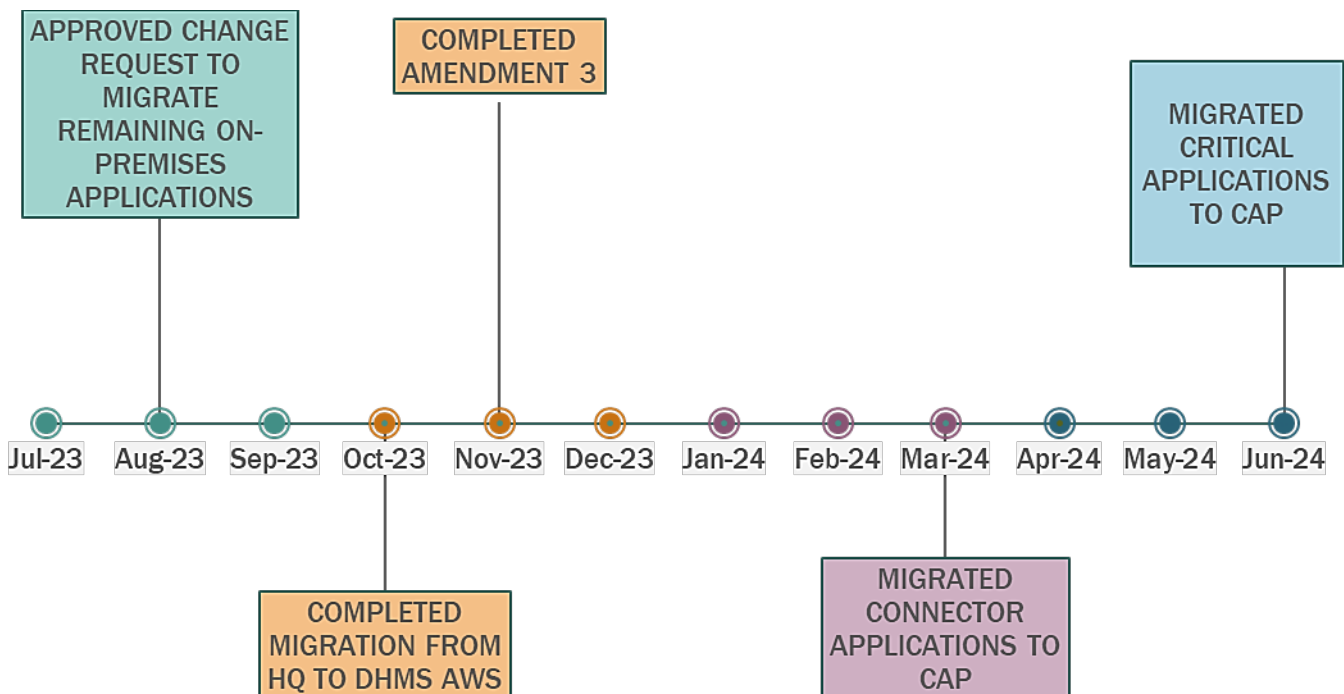 APPROVED CHANGE
REQUEST TO
MIGRATE
REMAINING ON-
PREMISES
APPLICATIONS
COMPLETED
AMENDMENT 3
MIGRATED
CRITICAL
APPLICATIONS
TO CAP
Jul-23 Aug-23 Sep-23 Oct-23 Nov-23 Dec-23 Jan-24 Feb-24 Mar-24 Apr-24 May-24 Jun-24
COMPLETED
MIGRATION FROM
HQ TO DHMS AWS
MIGRATED
CONNECTOR
APPLICATIONS TO
CAP